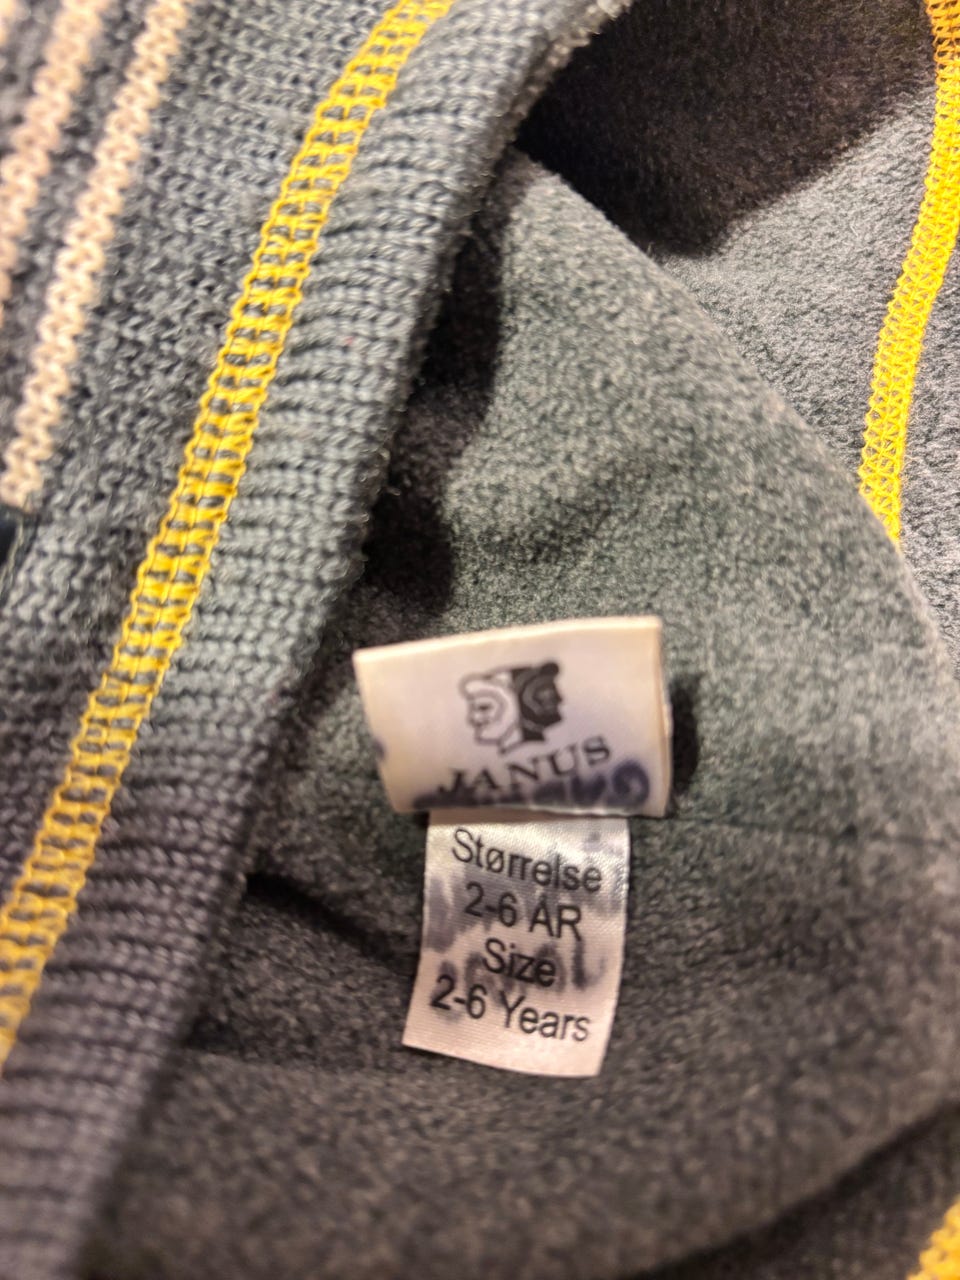 JANUS
Størrelse
2-6 AR
Size
2-6 Years